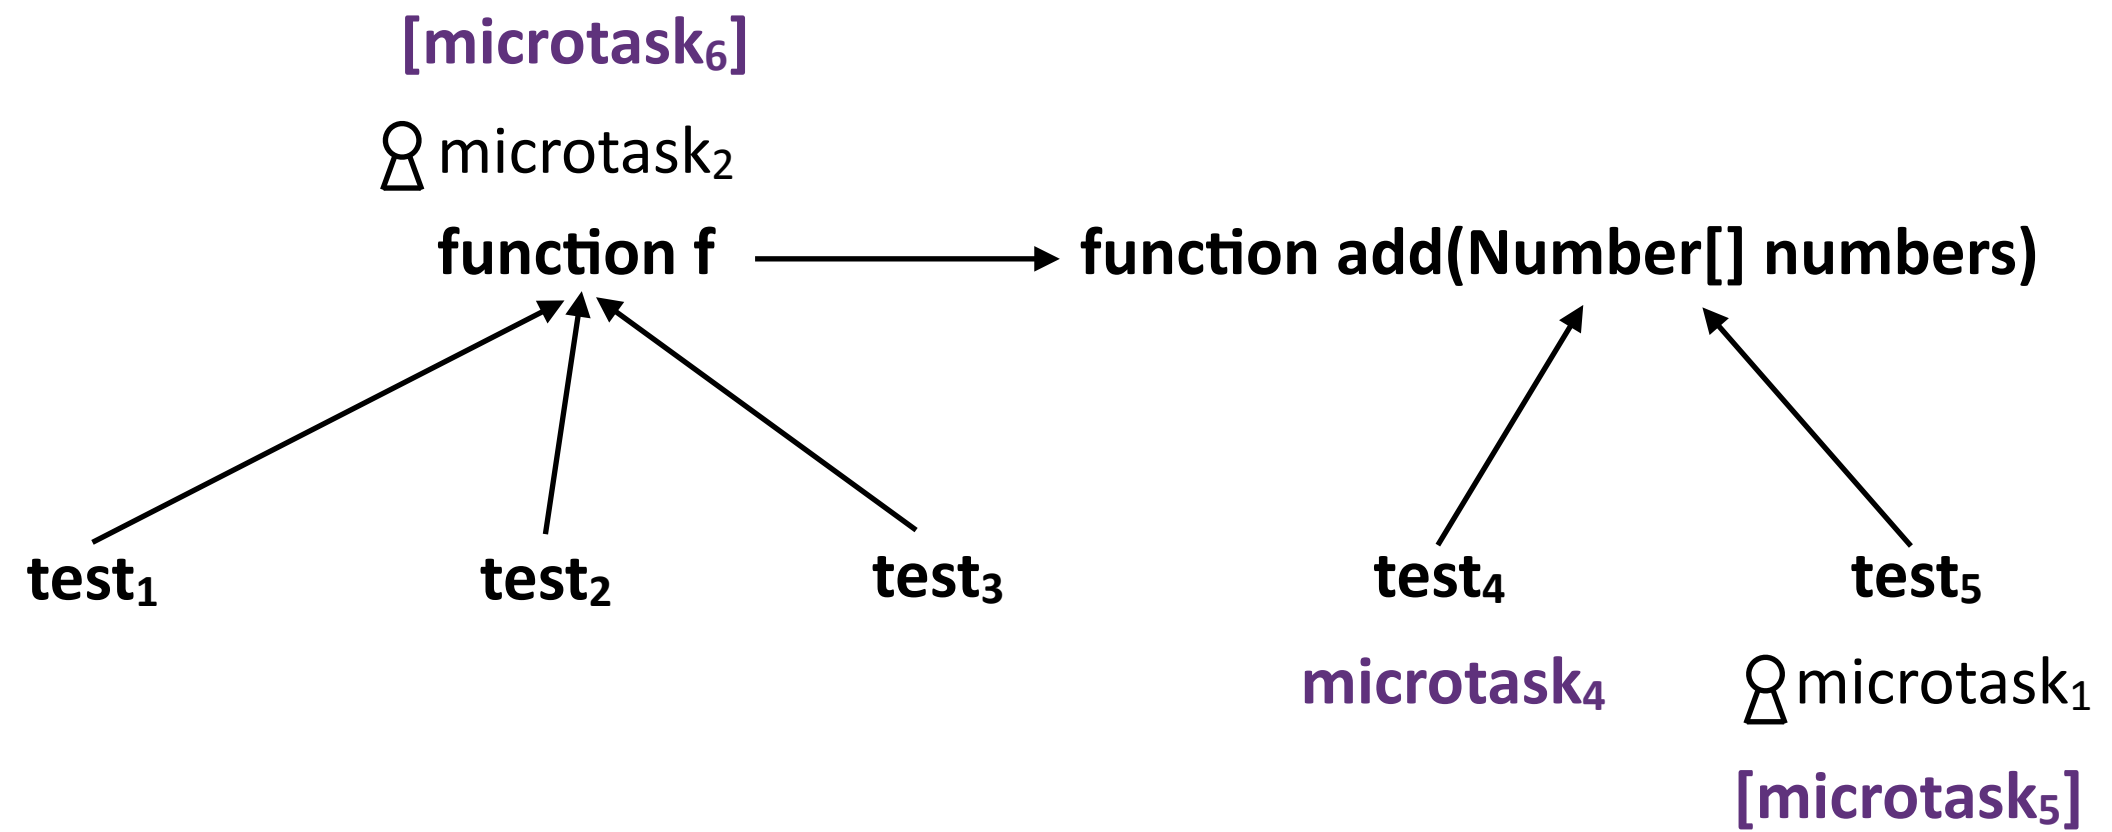 [microtask₆]
microtask₂
function f
function add(Number[] numbers)
test₁
test₂
test₃
test₄
test₅
microtask₄
microtask₁
[microtask₅]